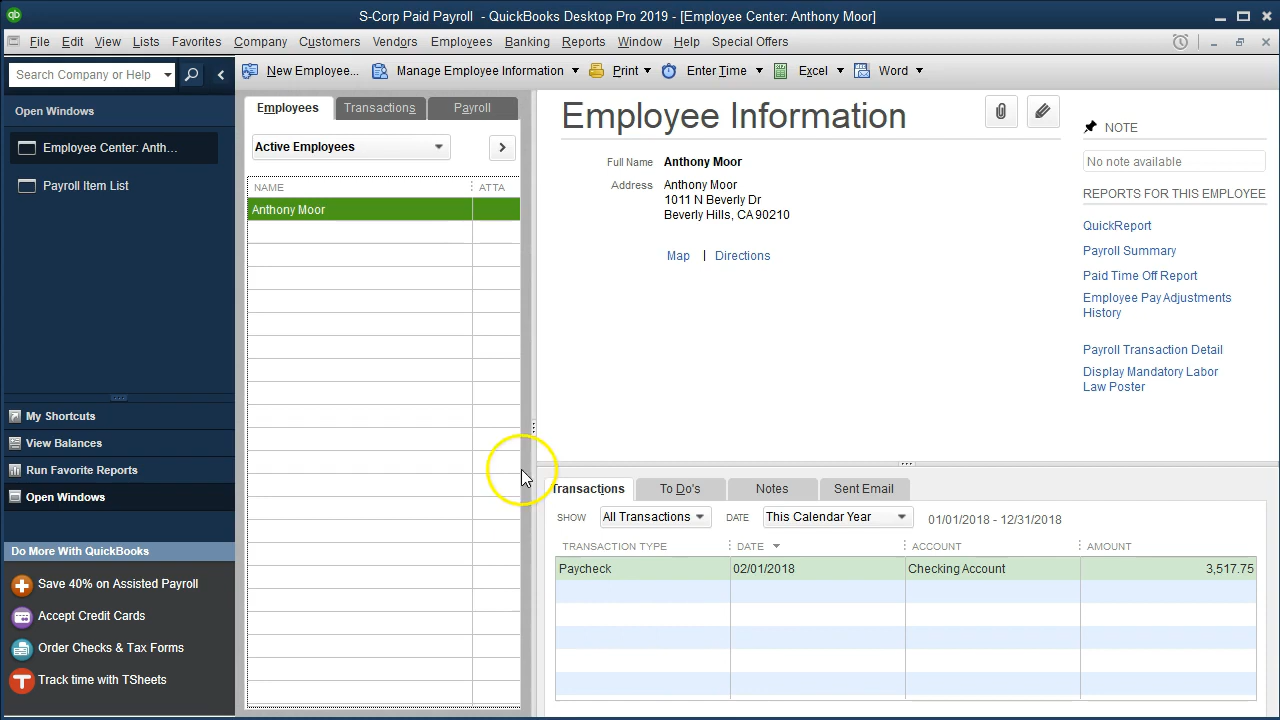 S-Corp Paid Payroll - QuickBooks Desktop Pro 2019 - [Employee Center: Anthony Moor]
File Edit View Lists Favorites Company Customers Vendors Employees Banking Reports Window Help Special Offers
Search Company or Help
New Employee... Manage Employee Information Print Enter Time Excel Word
Open Windows
Employee Center: Anth...
Payroll Item List
My Shortcuts
View Balances
Run Favorite Reports
Open Windows
Do More With QuickBooks
Save 40% on Assisted Payroll
Accept Credit Cards
Order Checks & Tax Forms
Track time with TSheets
Employees Transactions Payroll
Active Employees
NAME ATTA
Anthony Moor
Employee Information
Full Name Anthony Moor
Address Anthony Moor
1011 N Beverly Dr
Beverly Hills, CA 90210
Map | Directions
NOTE
No note available
REPORTS FOR THIS EMPLOYEE
QuickReport
Payroll Summary
Paid Time Off Report
Employee Pay Adjustments
History
Payroll Transaction Detail
Display Mandatory Labor
Law Poster
Transactions To Do's Notes Sent Email
SHOW All Transactions DATE This Calendar Year 01/01/2018 - 12/31/2018
TRANSACTION TYPE DATE ACCOUNT AMOUNT
Paycheck 02/01/2018 Checking Account 3,517.75